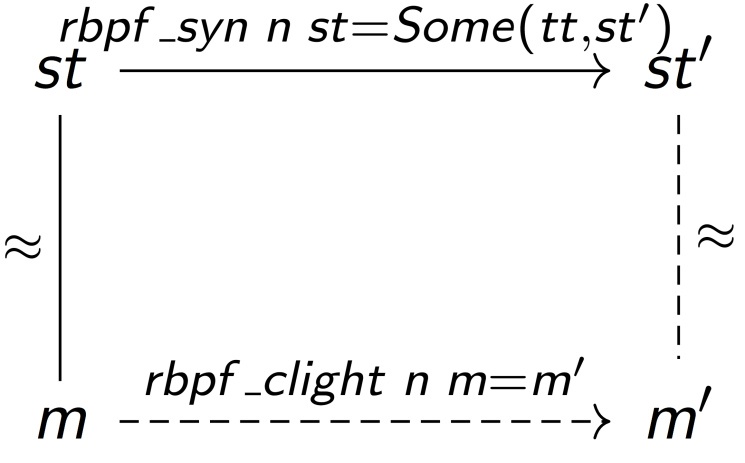 rbpf_syn n st=Some(tt,st′)
st st′
≈ ≈
rbpf_clight n m=m′
m m′